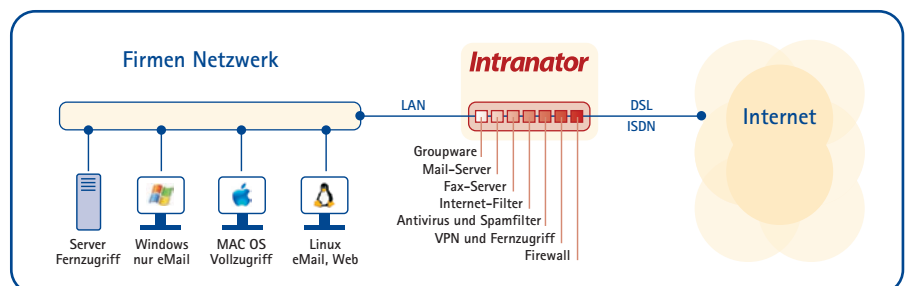 Firmen Netzwerk
Intranator
LAN
DSL
ISDN
Internet
Groupware
Mail-Server
Fax-Server
Internet-Filter
Antivirus und Spamfilter
VPN und Fernzugriff
Firewall
Server
Fernzugriff
Windows
nur eMail
MAC OS
Vollzugriff
Linux
eMail, Web